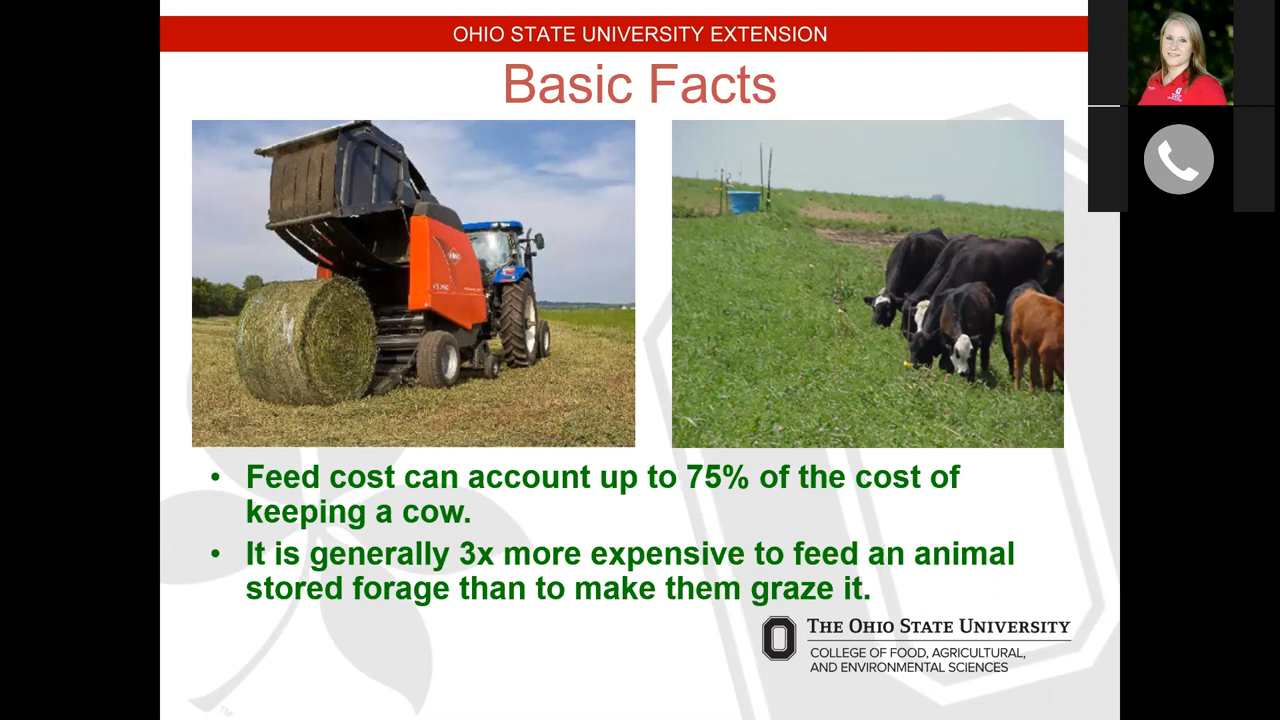 OHIO STATE UNIVERSITY EXTENSION
Basic Facts
• Feed cost can account up to 75% of the cost of
keeping a cow.
• It is generally 3x more expensive to feed an animal
stored forage than to make them graze it.
THE OHIO STATE UNIVERSITY
COLLEGE OF FOOD, AGRICULTURAL,
AND ENVIRONMENTAL SCIENCES
TM